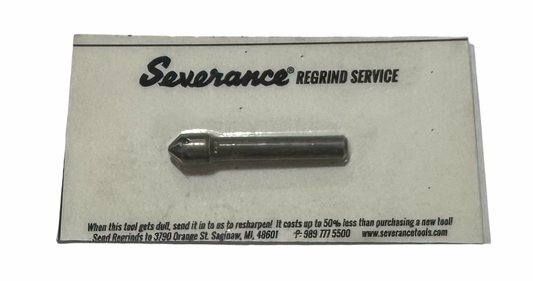 Severance® REGRIND SERVICE
When this tool gets dull, send it in to us to resharpen! It costs up to 50% less than purchasing a new tool!
Send Regrinds to 3790 Orange St. Saginaw, MI, 48601 P- 989 777 5500 www.severancetools.com